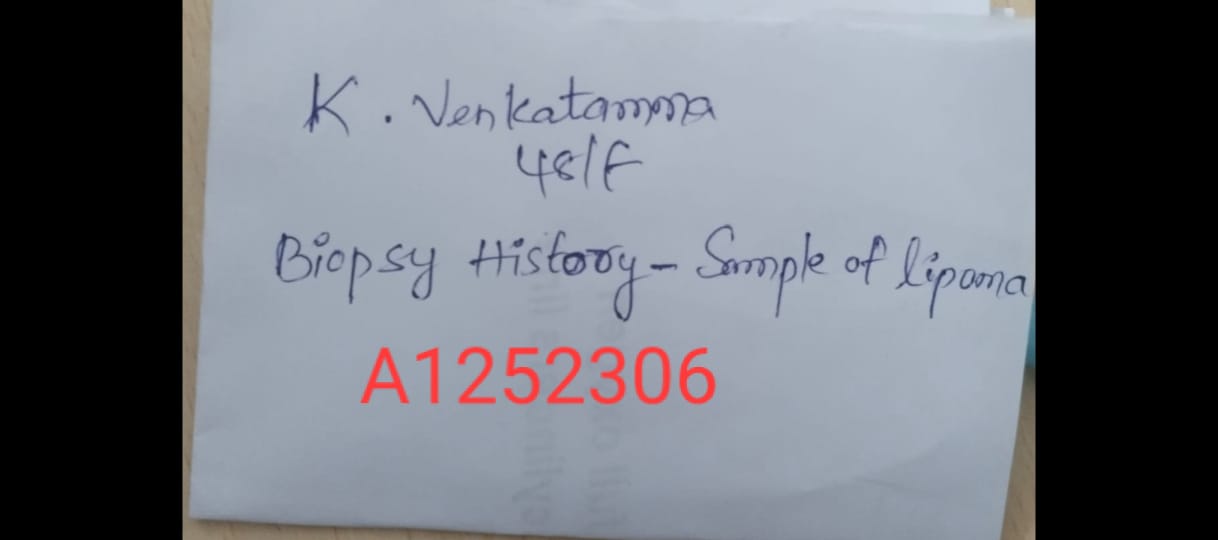 K. Venkatamma
48/F
Biopsy History - Sample of lipoma
A1252306